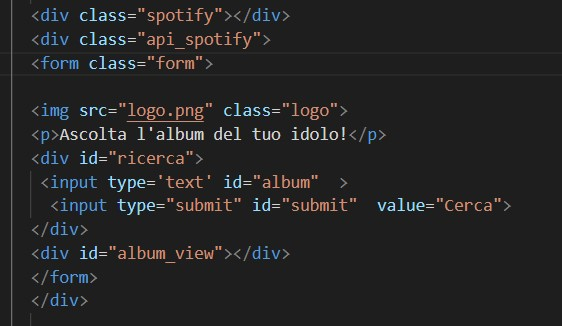 <div class="spotify"></div>
<div class="api_spotify">
<form class="form">
<img src="logo.png" class="logo">
<p>Ascolta l'album del tuo idolo!</p>
<div id="ricerca">
<input type='text' id="album"  >
<input type="submit" id="submit"  value="Cerca">
</div>
<div id="album_view"></div>
</form>
</div>